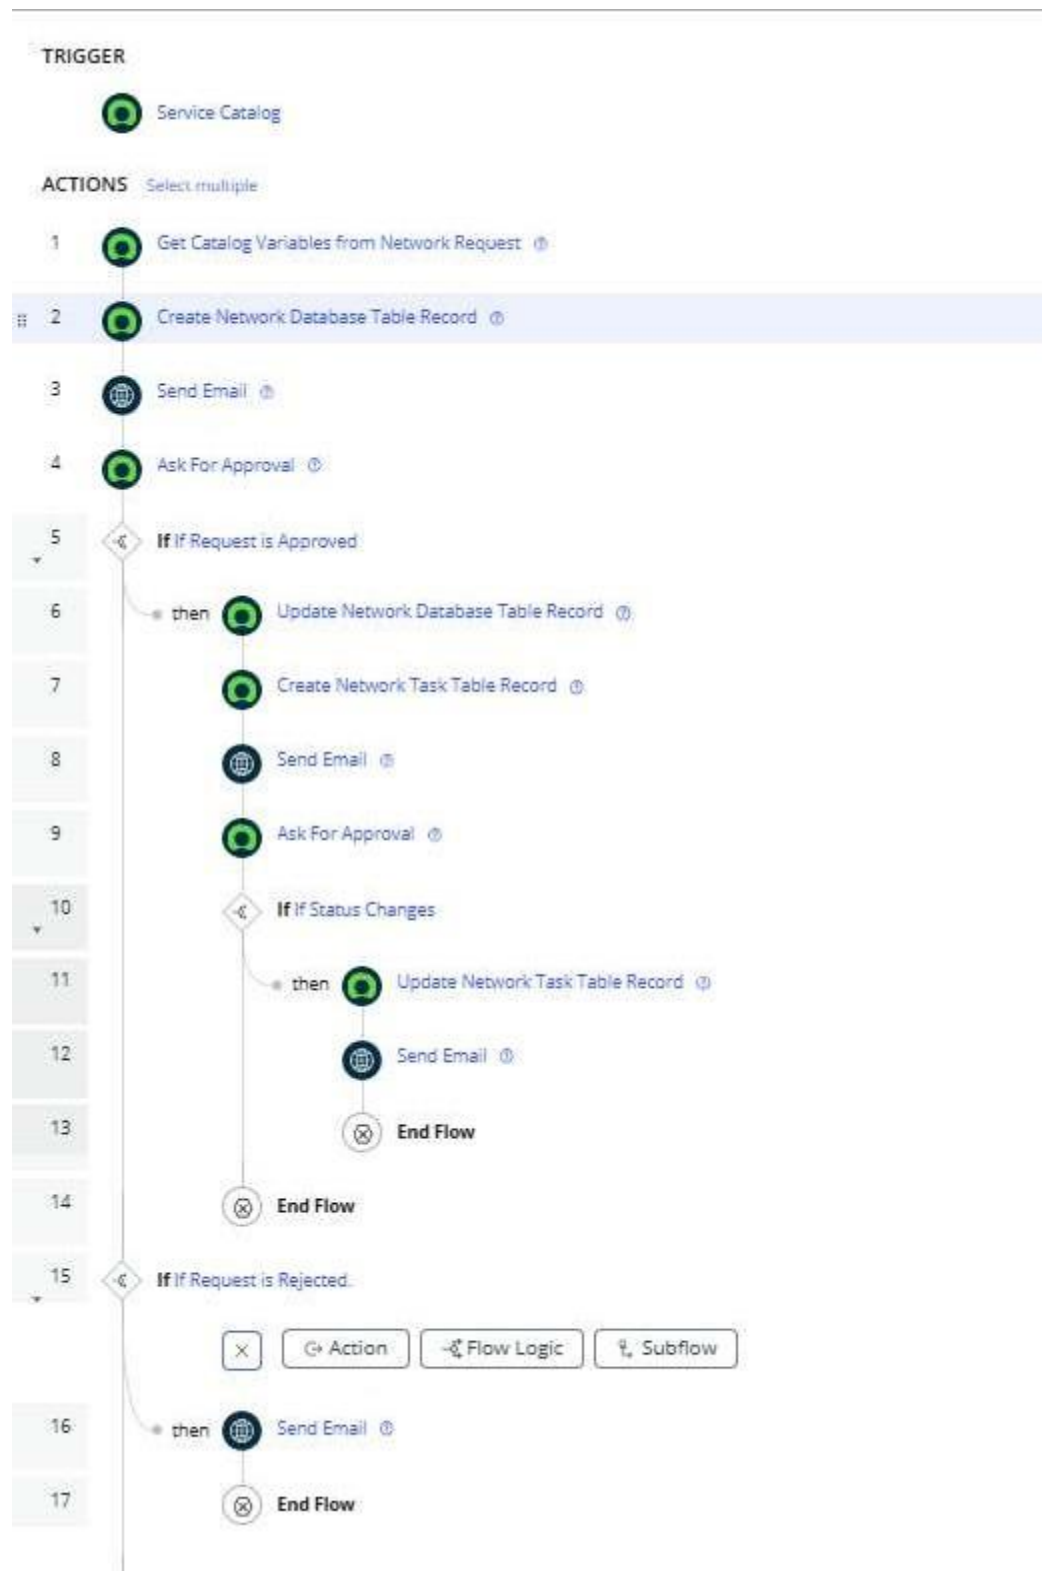 TRIGGER
Service Catalog
ACTIONS Select multiple
1 Get Catalog Variables from Network Request
2 Create Network Database Table Record
3 Send Email
4 Ask For Approval
5 If If Request is Approved
6 then Update Network Database Table Record
7 Create Network Task Table Record
8 Send Email
9 Ask For Approval
10 If If Status Changes
11 then Update Network Task Table Record
12 Send Email
13 End Flow
14 End Flow
15 If If Request is Rejected.
Action Flow Logic Subflow
16 then Send Email
17 End Flow